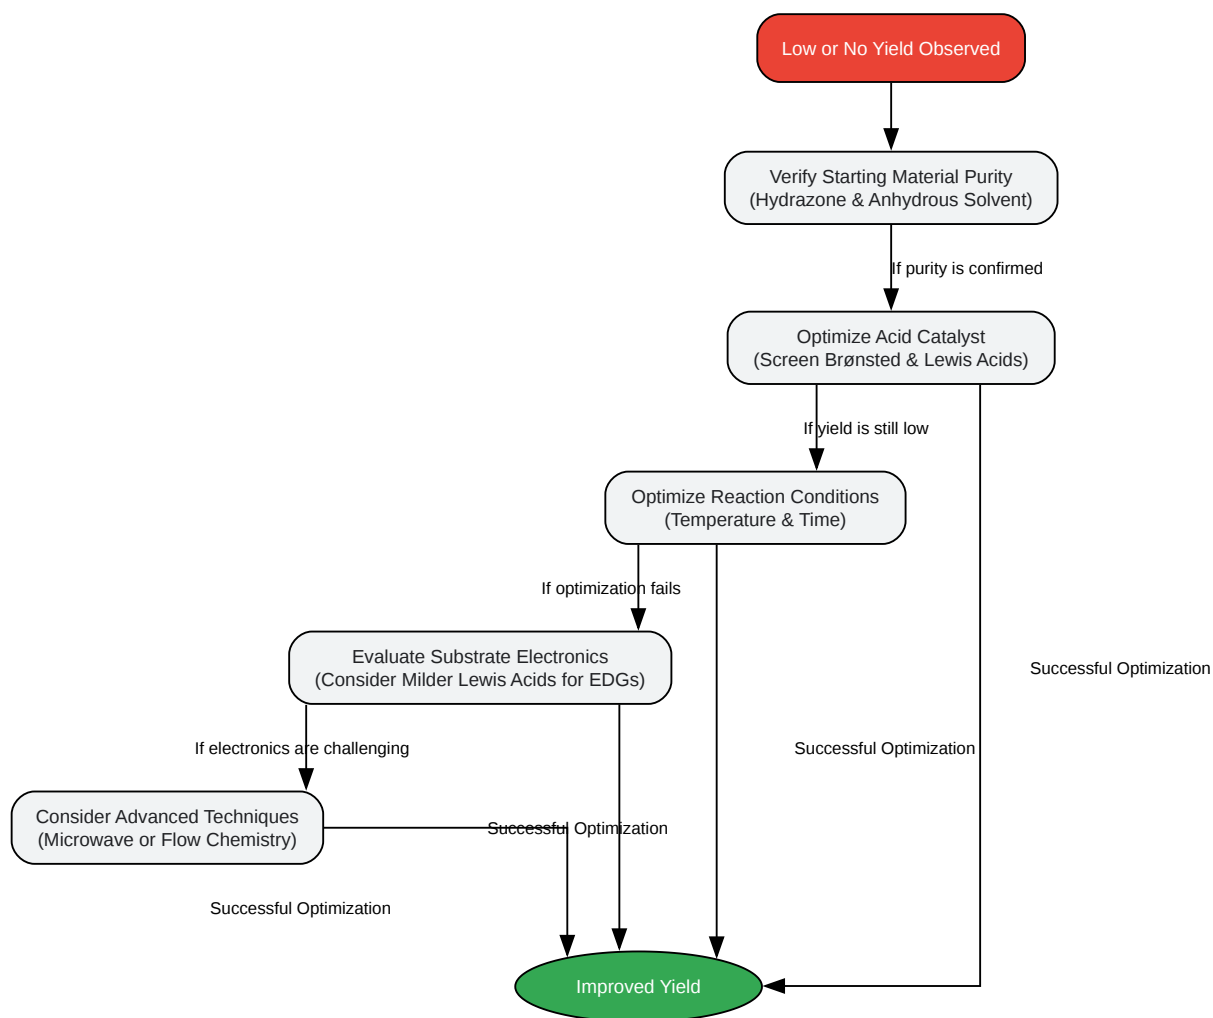 Low or No Yield Observed
Verify Starting Material Purity
(Hydrazone & Anhydrous Solvent)
If purity is confirmed
Optimize Acid Catalyst
(Screen Brønsted & Lewis Acids)
If yield is still low
Optimize Reaction Conditions
(Temperature & Time)
If optimization fails
Evaluate Substrate Electronics
(Consider Milder Lewis Acids for EDGs)
Successful Optimization
If electronics are challenging
Successful Optimization
Consider Advanced Techniques
(Microwave or Flow Chemistry)
Successful Optimization
Successful Optimization
Improved Yield